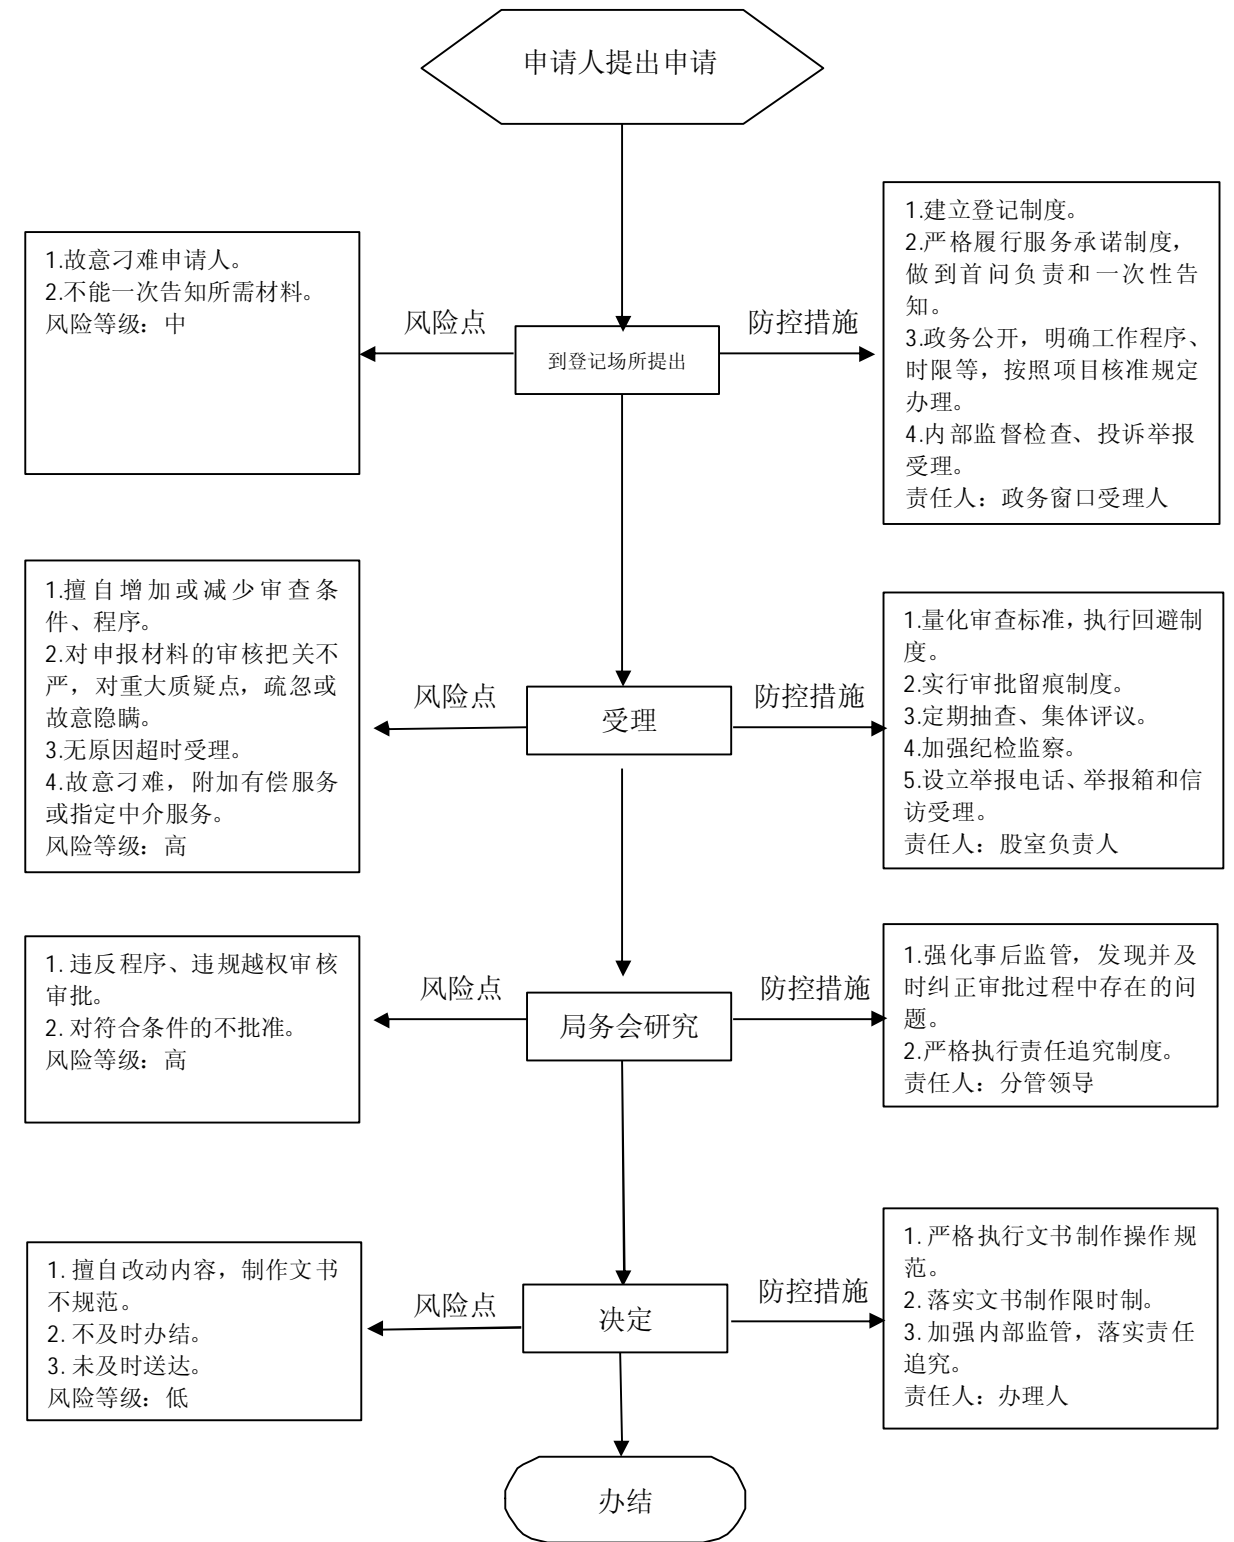 申请人提出申请
1.故意刁难申请人。
2.不能一次告知所需材料。
风险等级：中
风险点
到登记场所提出
防控措施
1.建立登记制度。
2.严格履行服务承诺制度，
做到首问负责和一次性告
知。
3.政务公开，明确工作程序、
时限等，按照项目核准规定
办理。
4.内部监督检查、投诉举报
受理。
责任人：政务窗口受理人
1.擅自增加或减少审查条
件、程序。
2.对申报材料的审核把关不
严，对重大质疑点，疏忽或
故意隐瞒。
3.无原因超时受理。
4.故意刁难，附加有偿服务
或指定中介服务。
风险等级：高
风险点
受理
防控措施
1.量化审查标准，执行回避制
度。
2.实行审批留痕制度。
3.定期抽查、集体评议。
4.加强纪检监察。
5.设立举报电话、举报箱和信
访受理。
责任人：股室负责人
1. 违反程序、违规越权审核
审批。
2. 对符合条件的不批准。
风险等级：高
风险点
局务会研究
防控措施
1.强化事后监管，发现并及
时纠正审批过程中存在的问
题。
2.严格执行责任追究制度。
责任人：分管领导
1. 擅自改动内容，制作文书
不规范。
2. 不及时办结。
3. 未及时送达。
风险等级：低
风险点
决定
防控措施
1. 严格执行文书制作操作规
范。
2. 落实文书制作限时制。
3. 加强内部监管，落实责任
追究。
责任人：办理人
办结